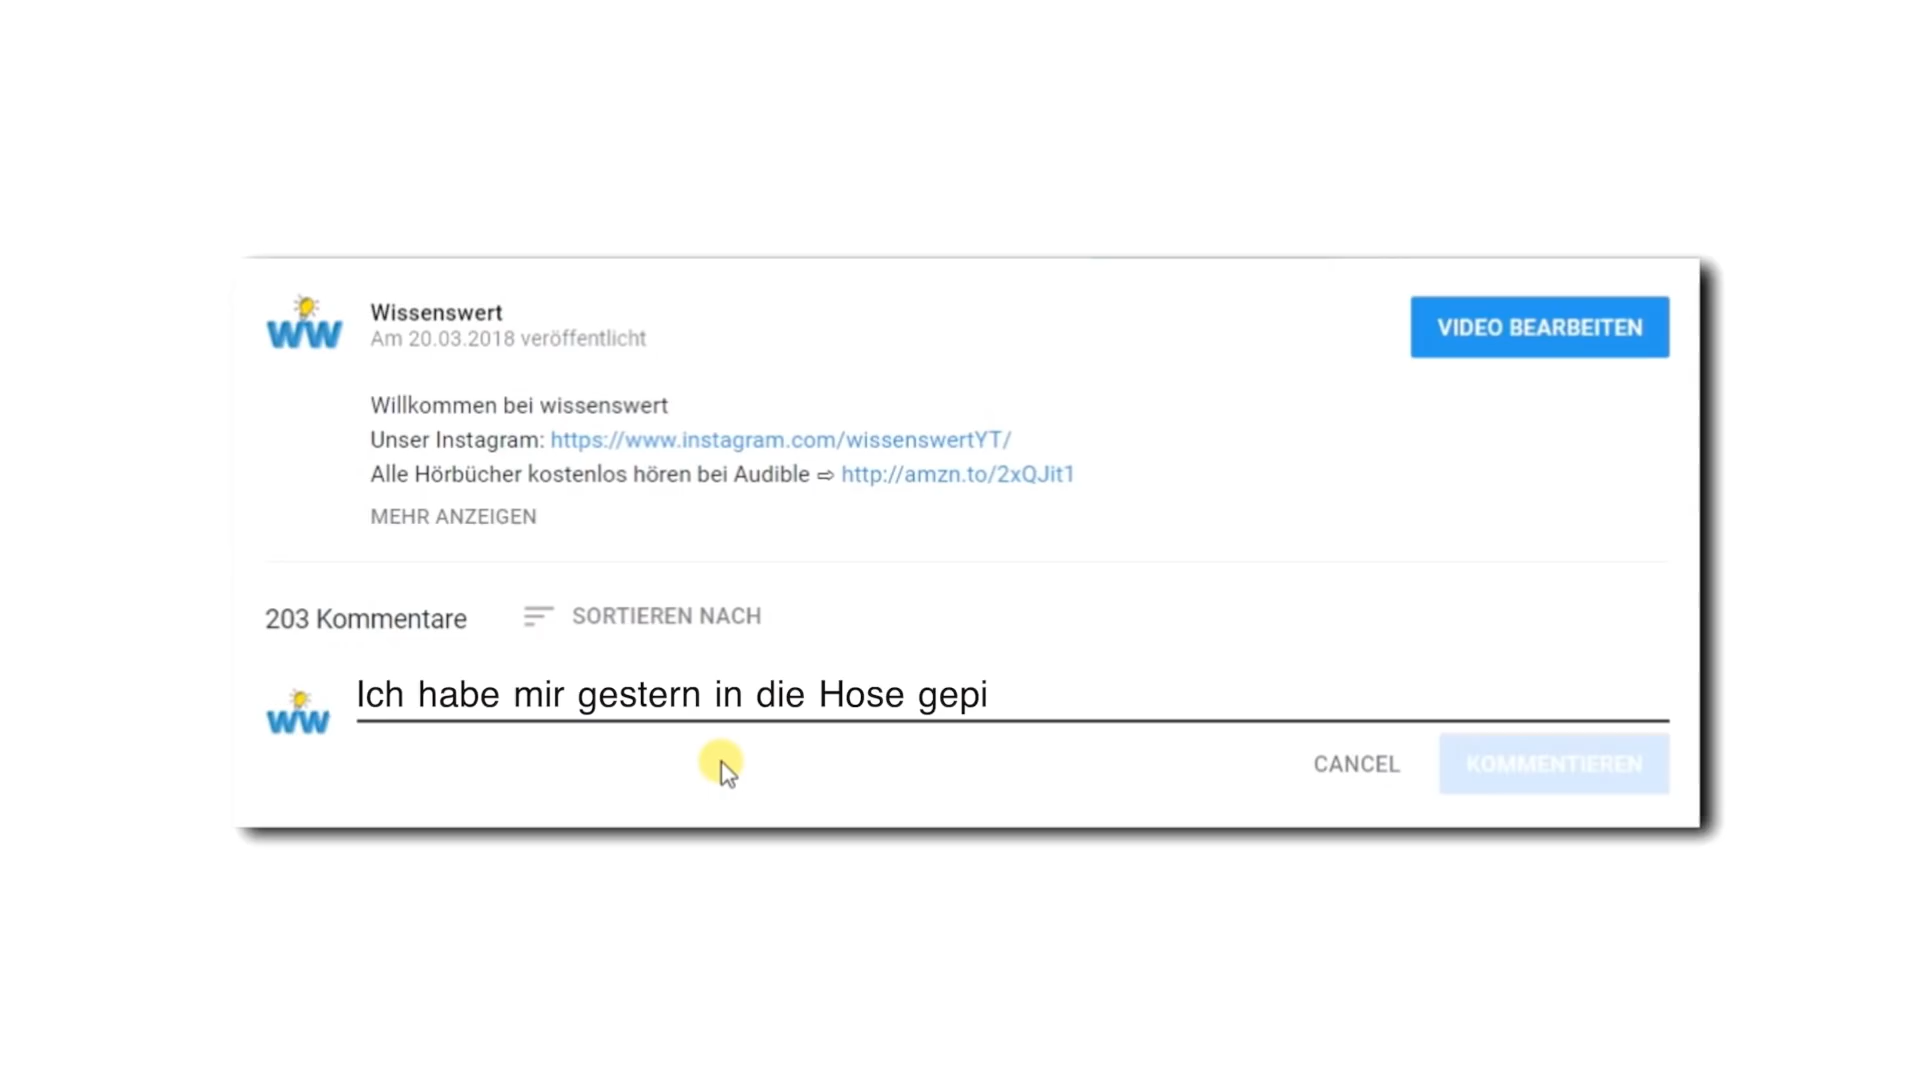 WW
Wissenswert
Am 20.03.2018 veröffentlicht
VIDEO BEARBEITEN
Willkommen bei wissenswert
Unser Instagram: https://www.instagram.com/wissenswertYT/
Alle Hörbücher kostenlos hören bei Audible ⇨ http://amzn.to/2xQJit1
MEHR ANZEIGEN
203 Kommentare SORTIEREN NACH
WW Ich habe mir gestern in die Hose gepi
CANCEL KOMMENTIEREN